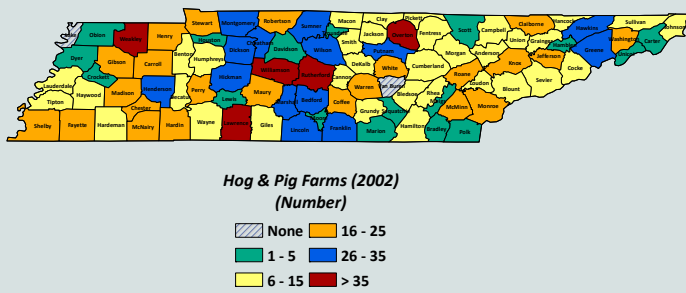 Lake Obion Weakley Henry Stewart Montgomery Robertson Sumner Macon Clay Pickett Scott Campbell Claiborne Hancock Hawkins Sullivan Johnson
Dyer Gibson Carroll Benton Houston Humphreys Dickson Cheatham Davidson Wilson Smith Jackson Overton Fentress Morgan Anderson Union Grainger Hamblen Greene Washington Unicoi Carter
Lauderdale Crockett Haywood Madison Henderson Decatur Perry Hickman Williamson Rutherford Cannon DeKalb Putnam White Cumberland Roane Knox Jefferson Cocke Sevier
Tipton Chester Lewis Maury Marshall Bedford Coffee Warren Van Buren Bledsoe Rhea Meigs McMinn Loudon Monroe Blount
Shelby Fayette Hardeman McNairy Hardin Wayne Lawrence Giles Lincoln Moore Franklin Grundy Sequatchie Marion Hamilton Bradley Polk
Hog & Pig Farms (2002)
(Number)
None 16 - 25
1 - 5 26 - 35
6 - 15 > 35